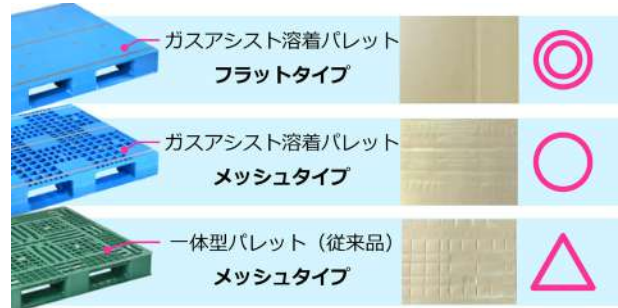 ガスアシスト溶着パレット
フラットタイプ
ガスアシスト溶着パレット
メッシュタイプ
一体型パレット（従来品）
メッシュタイプ